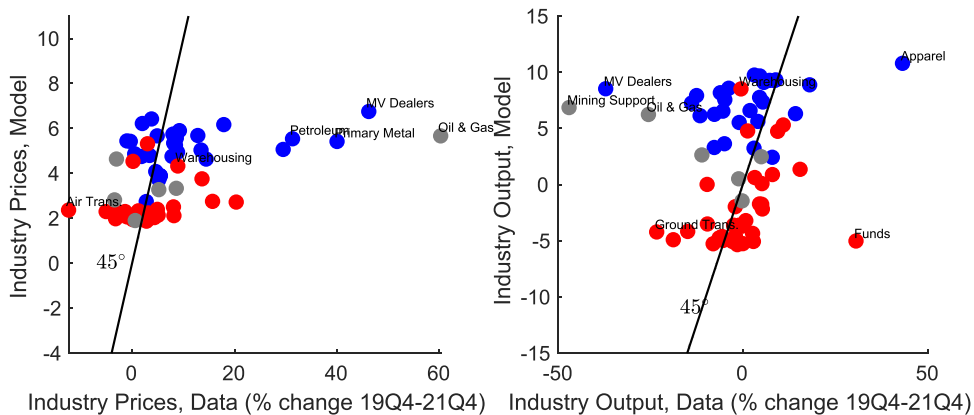 Industry Prices, Model
10
8
6
4
2
0
-2
-4
0
20
40
60
MV Dealers
Petroleum
Primary Metal
Oil & Gas
Warehousing
Air Trans.
45°
Industry Prices, Data (% change 19Q4-21Q4)
Industry Output, Model
15
10
5
0
-5
-10
-15
-50
0
50
Apparel
MV Dealers
Warehousing
Mining Support
Oil & Gas
Ground Trans.
Funds
45°
Industry Output, Data (% change 19Q4-21Q4)